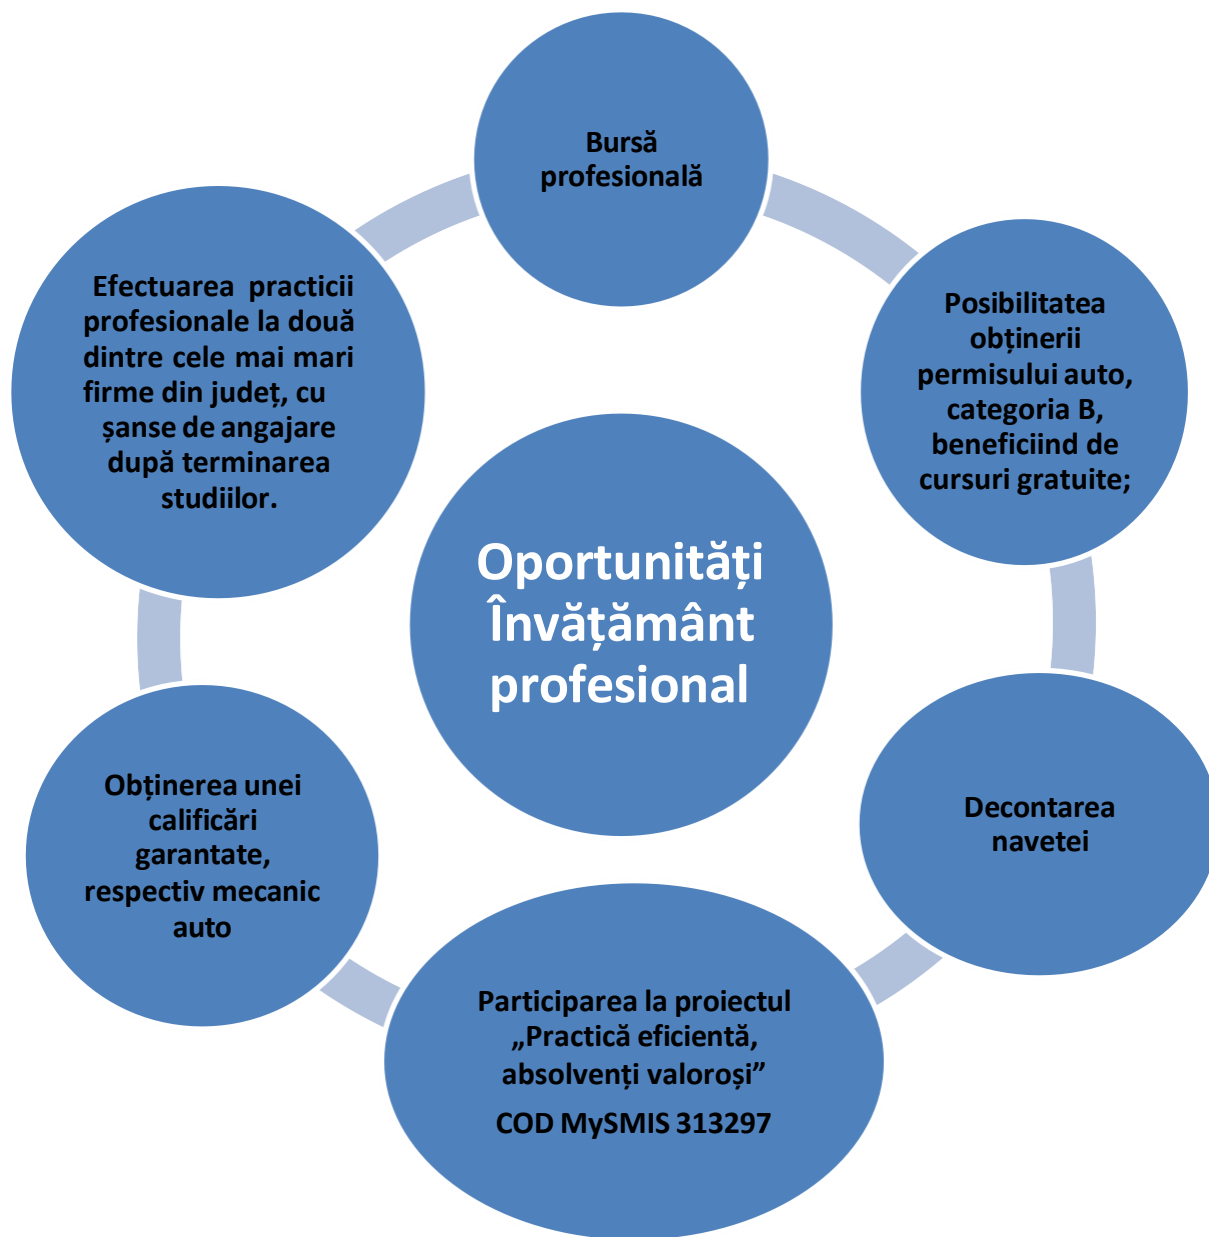 Bursă
profesională
Posibilitatea
obținerii
permisului auto,
categoria B,
beneficiind de
cursuri gratuite;
Decontarea
navetei
Participarea la proiectul
„Practică eficientă,
absolvenți valoroși”
COD MySMIS 313297
Obținerea unei
calificări
garantate,
respectiv mecanic
auto
Efectuarea practicii
profesionale la două
dintre cele mai mari
firme din județ, cu
șanse de angajare
după terminarea
studiilor.
Oportunități
Învățământ
profesional